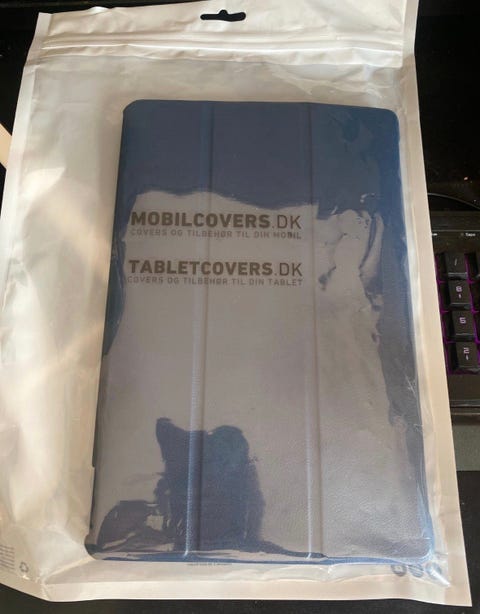 MOBILCOVERS.DK
COVERS OG TILBEHØR TIL DIN MOBIL
TABLETCOVERS.DK
COVERS OG TILBEHØR TIL DIN TABLET